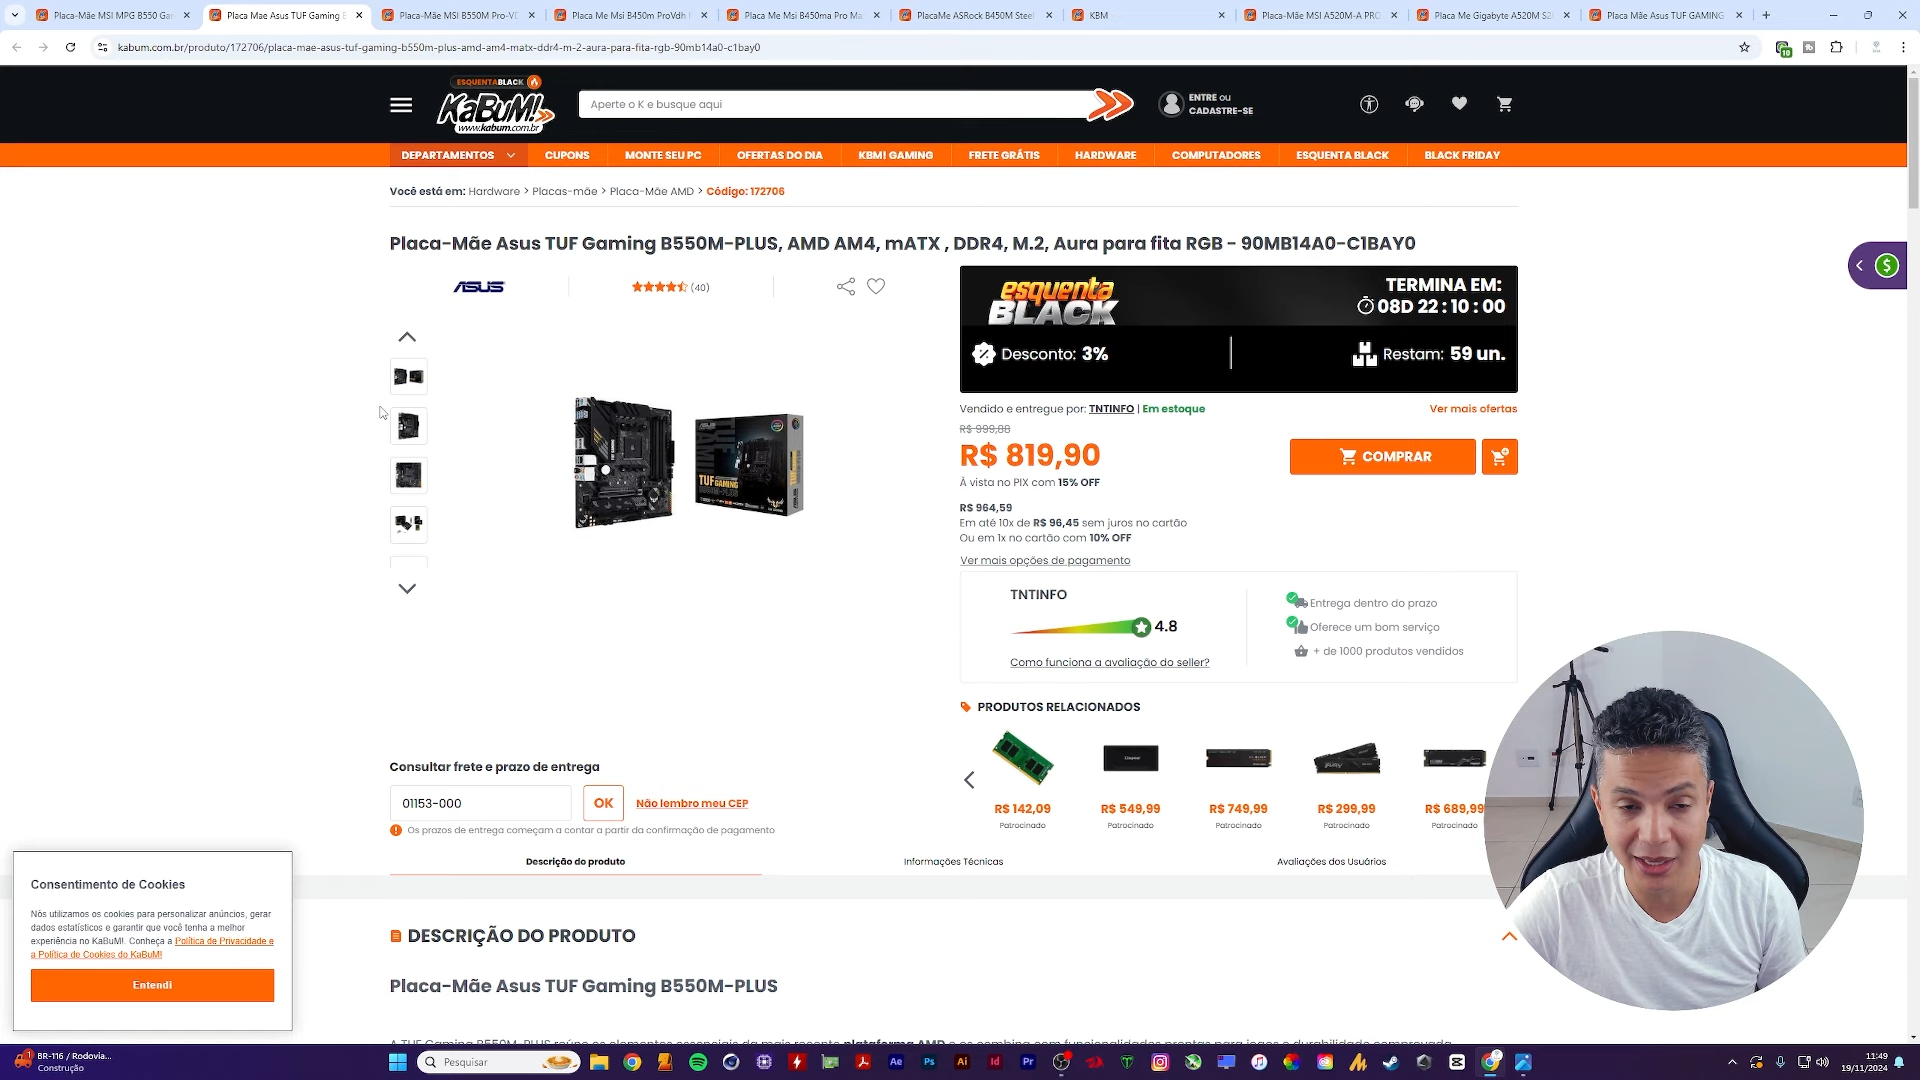 Placa-Mãe MSI MPG B550 Gar
Placa Mae Asus TUF Gaming B
Placa-Mãe MSI B550M Pro-VD
Placa Me Msi B450m ProVdh
Placa Me Msi B450ma Pro Ma
PlacaMe ASRock B450M Steel
KBM
Placa-Mãe MSI A520M-A PRO
Placa Me Gigabyte A520M S2
Placa Mãe Asus TUF GAMING
kabum.com.br/produto/172706/placa-mae-asus-tuf-gaming-b550m-plus-amd-am4-matx-ddr4-m-2-aura-para-fita-rgb-90mb14a0-c1bay0
10
ESQUENTABLACK
KaBuM!
www.kabum.com.br
Aperte o K e busque aqui
ENTRE ou
CADASTRE-SE
DEPARTAMENTOS
CUPONS
MONTE SEU PC
OFERTAS DO DIA
KBM! GAMING
FRETE GRÁTIS
HARDWARE
COMPUTADORES
ESQUENTA BLACK
BLACK FRIDAY
Você está em: Hardware > Placas-mãe > Placa-Mãe AMD > Código: 172706
Placa-Mãe Asus TUF Gaming B550M-PLUS, AMD AM4, mATX , DDR4, M.2, Aura para fita RGB - 90MB14A0-C1BAY0
ASUS
(40)
esquenta
BLACK
TERMINA EM:
08D 22 : 10 : 00
Desconto: 3%
Restam: 59 un.
Vendido e entregue por: TNTINFO | Em estoque
Ver mais ofertas
R$ 999,88
R$ 819,90
COMPRAR
À vista no PIX com 15% OFF
R$ 964,59
Em até 10x de R$ 96,45 sem juros no cartão
Ou em 1x no cartão com 10% OFF
Ver mais opções de pagamento
TUF GAMING
TNTINFO
4.8
Como funciona a avaliação do seller?
Entrega dentro do prazo
Oferece um bom serviço
+ de 1000 produtos vendidos
PRODUTOS RELACIONADOS
R$ 142,09
R$ 549,99
R$ 749,99
R$ 299,99
R$ 689,99
Patrocinado
Patrocinado
Patrocinado
Patrocinado
Patrocinado
Consultar frete e prazo de entrega
01153-000
OK
Não lembro meu CEP
Os prazos de entrega começam a contar a partir da confirmação de pagamento
Descrição do produto
Informações Técnicas
Avaliações dos Usuários
DESCRIÇÃO DO PRODUTO
Placa-Mãe Asus TUF Gaming B550M-PLUS
A TUF Gaming B550M-PLUS reúne os elementos essenciais da mais recente plataforma AMD e os combina com funcionalidades prontas para jogos e durabilidade comprovada.
Consentimento de Cookies
Nós utilizamos os cookies para personalizar anúncios, gerar
dados estatísticos e garantir que você tenha a melhor
experiência no KaBuM!. Conheça a Política de Privacidade e
a Política de Cookies do KaBuM!
Entendi
BR-116 / Rodovia...
Construção
Pesquisar
Ae
Ps
Ai
Id
Pr
11:49
19/11/2024